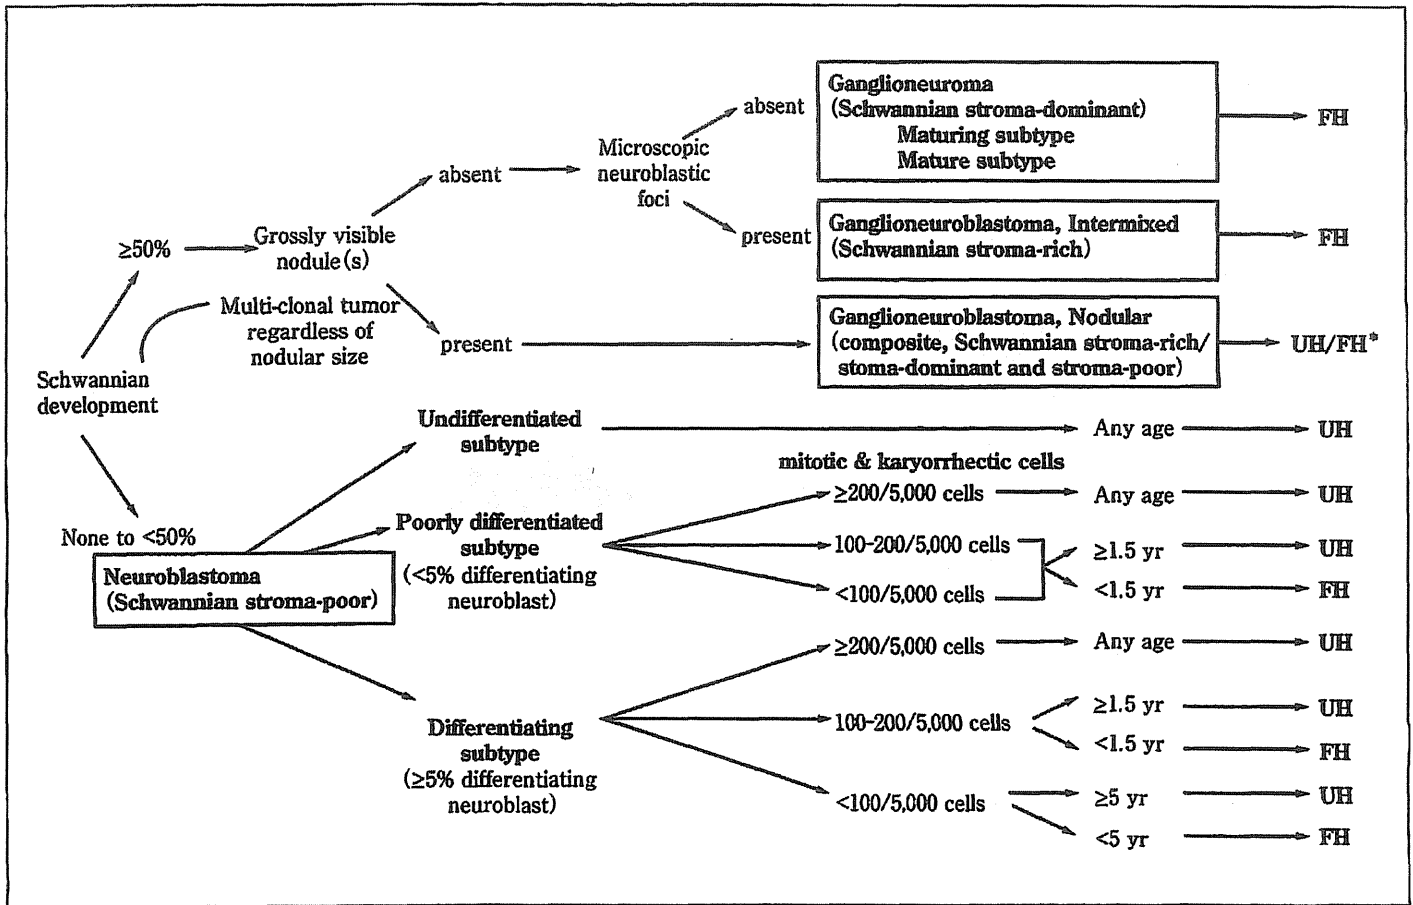 Ganglioneuroma
(Schwannian stroma-dominant)
Maturing subtype
Mature subtype
FH
absent
Microscopic
neuroblastic
foci
absent
present
Ganglioneuroblastoma, Intermixed
(Schwannian stroma-rich)
FH
≥50%
Grossly visible
nodule(s)
Multi-clonal tumor
regardless of
nodular size
present
Ganglioneuroblastoma, Nodular
(composite, Schwannian stroma-rich/
stoma-dominant and stroma-poor)
UH/FH*
Schwannian
development
Undifferentiated
subtype
Any age
UH
mitotic & karyorrhectic cells
≥200/5,000 cells
Any age
UH
None to <50%
Neuroblastoma
(Schwannian stroma-poor)
Poorly differentiated
subtype
(<5% differentiating
neuroblast)
100-200/5,000 cells
≥1.5 yr
UH
<100/5,000 cells
<1.5 yr
FH
≥200/5,000 cells
Any age
UH
Differentiating
subtype
(≥5% differentiating
neuroblast)
100-200/5,000 cells
≥1.5 yr
UH
<1.5 yr
FH
<100/5,000 cells
≥5 yr
UH
<5 yr
FH